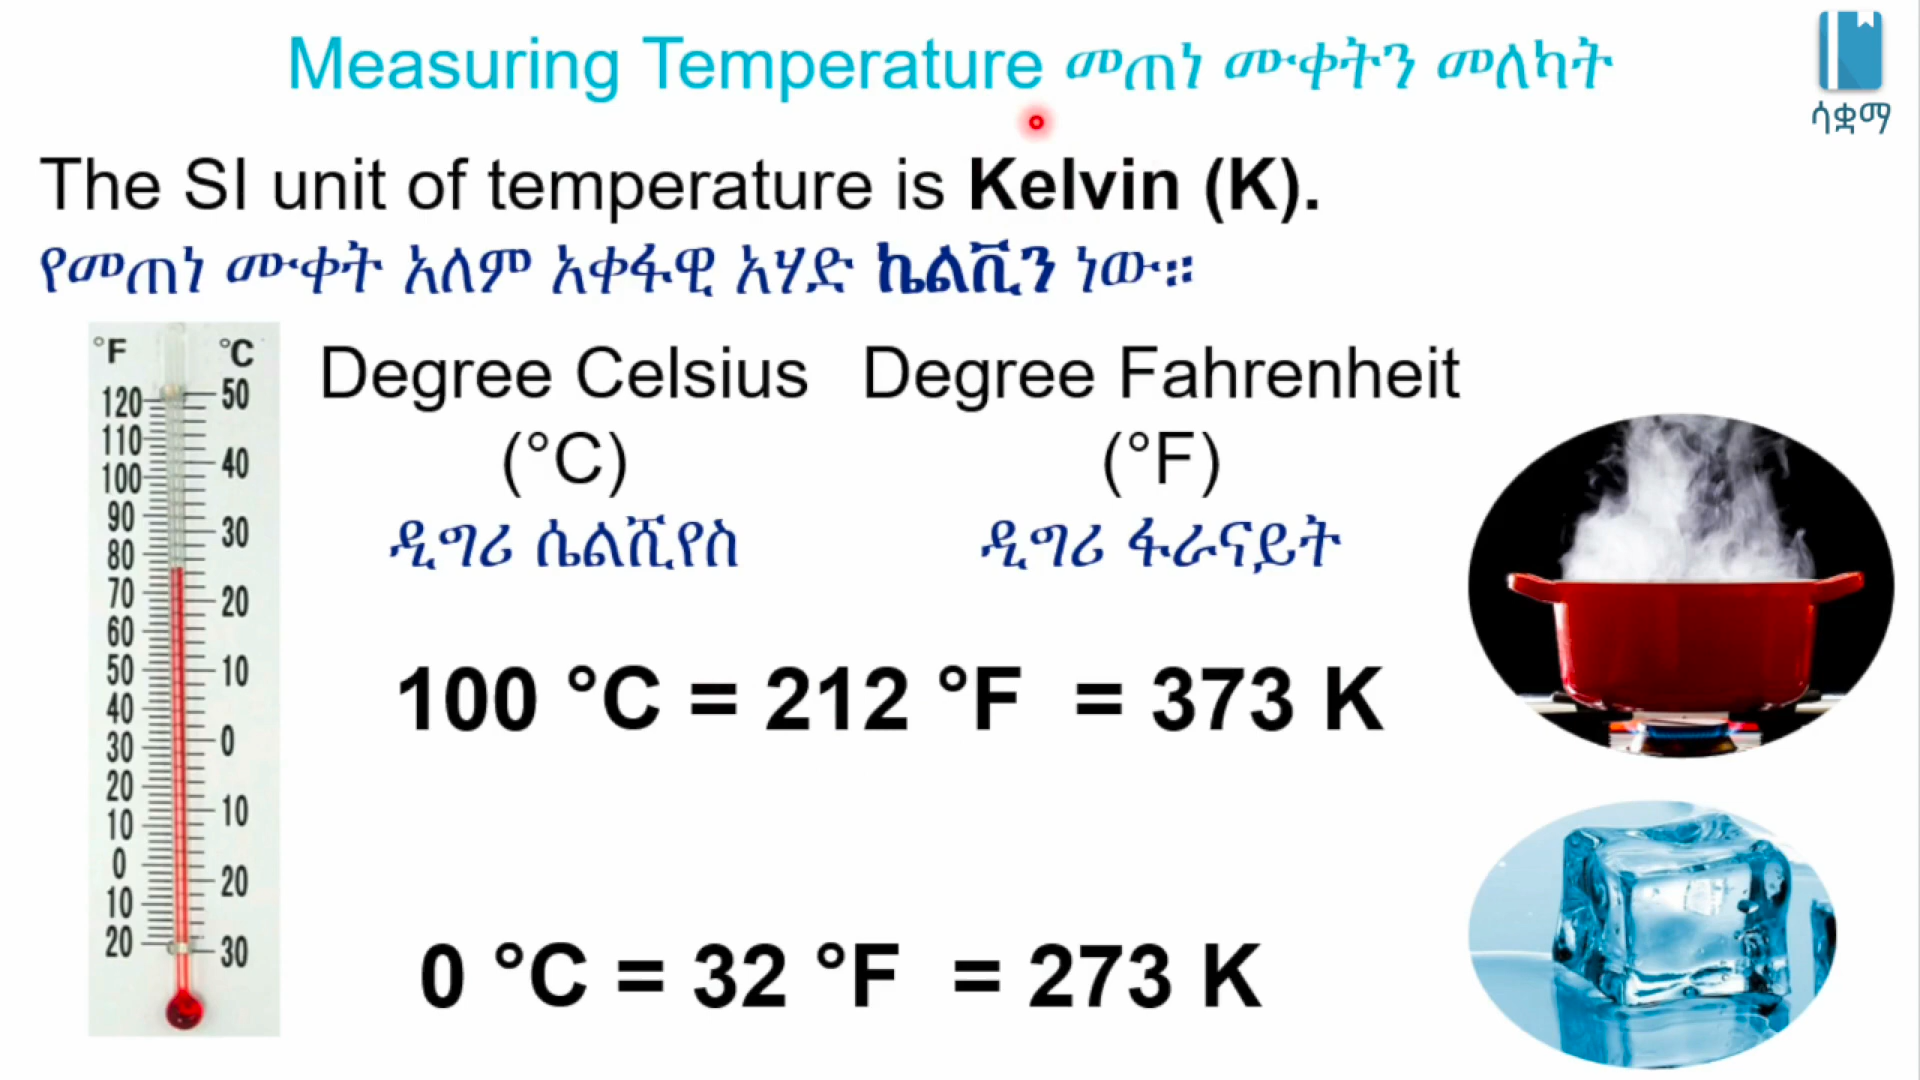 Measuring Temperature መጠነ ሙቀትን መለካት
ሳቋማ
The SI unit of temperature is Kelvin (K).
የመጠነ ሙቀት አለም አቀፋዊ አሃድ ኬልቪን ነው።
°F °C
120 50
110
100 40
90
80 30
70
60 20
50 10
40
30 0
20
10 10
0
10 20
20 30
Degree Celsius Degree Fahrenheit
(°C) (°F)
ዲግሪ ሴልሺየስ ዲግሪ ፋራናይት
100 °C = 212 °F = 373 K
0 °C = 32 °F = 273 K